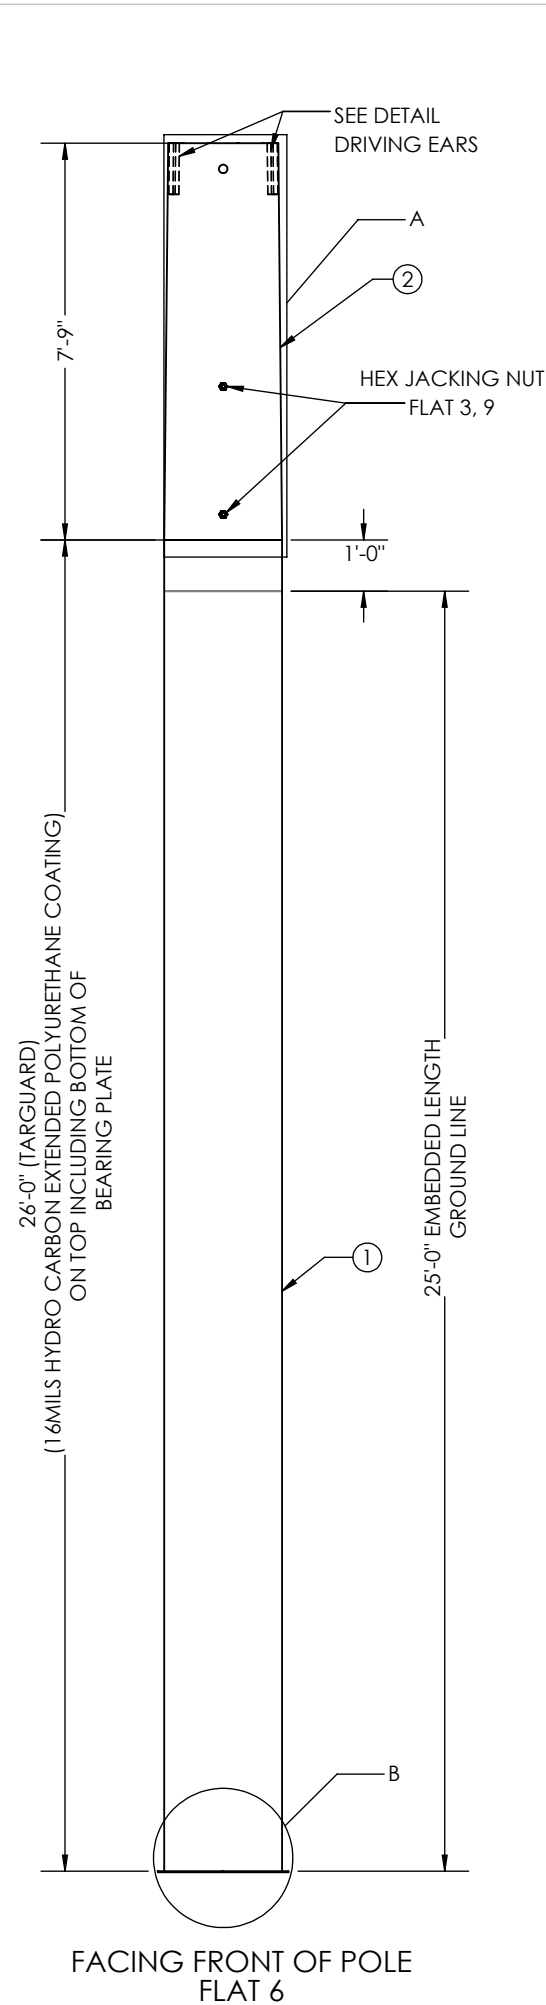 SEE DETAIL
DRIVING EARS
A
2
7'-9"
HEX JACKING NUT
FLAT 3, 9
1'-0"
26'-0" (TARGUARD)
(16MILS HYDRO CARBON EXTENDED POLYURETHANE COATING)
ON TOP INCLUDING BOTTOM OF
BEARING PLATE
25'-0" EMBEDDED LENGTH
GROUND LINE
1
B
FACING FRONT OF POLE
FLAT 6